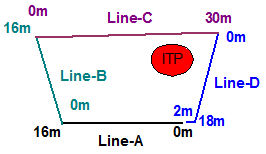 0m
Line-C
30m
16m
0m
ITP
Line-B
Line-D
0m
2m
16m
0m
18m
Line-A